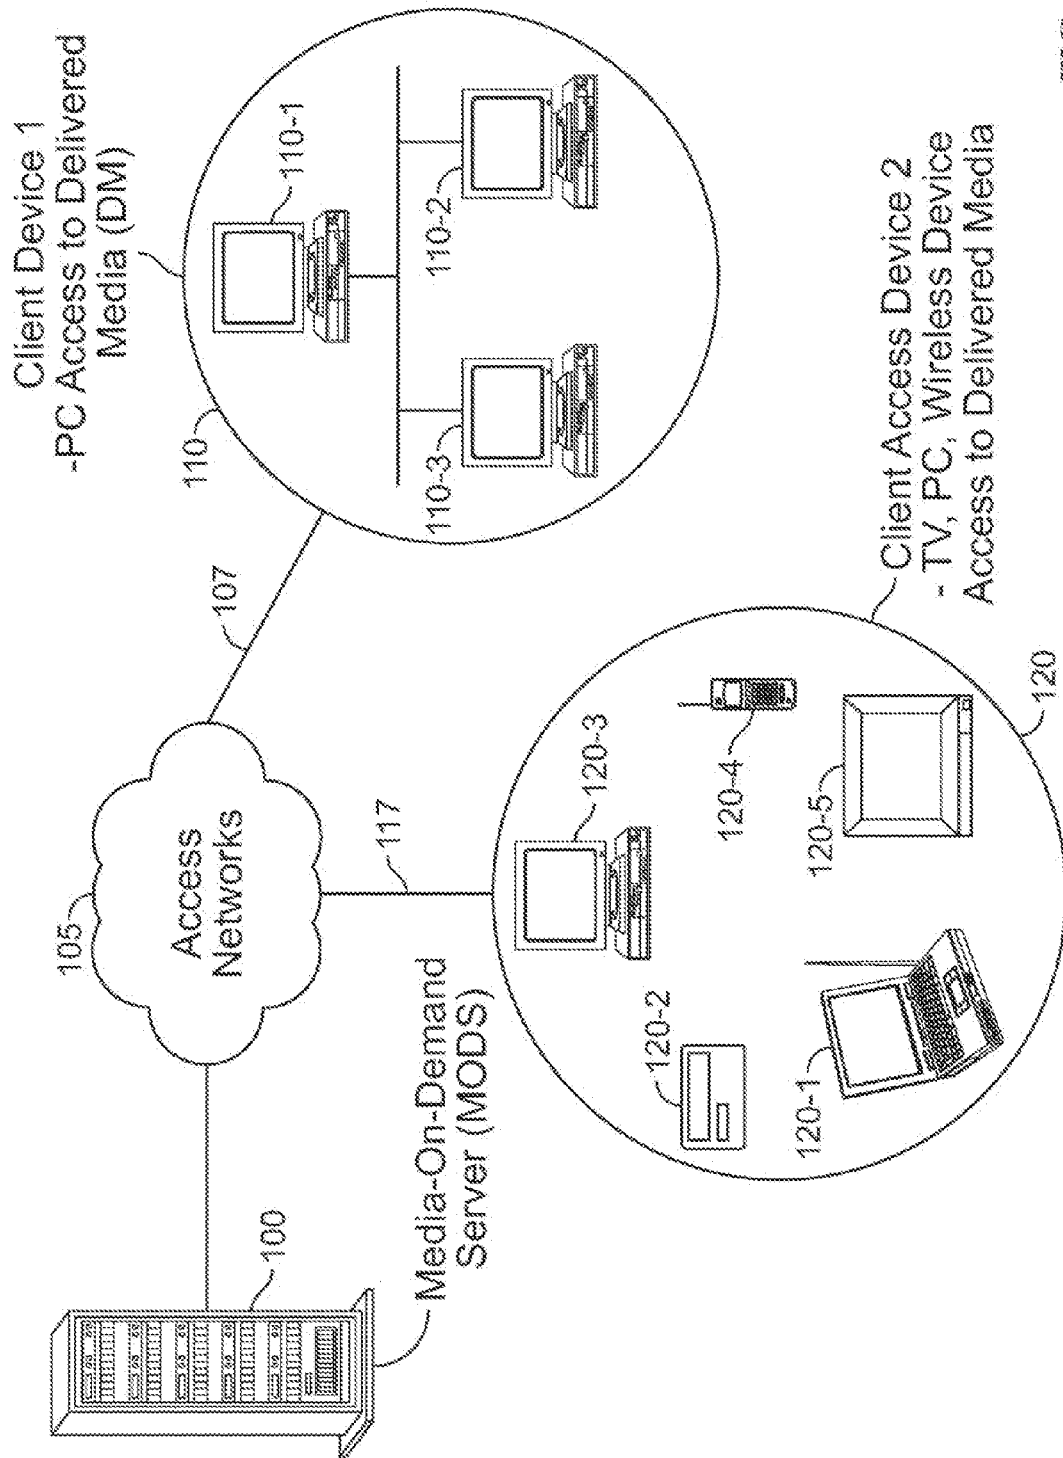 Client Device 1
-PC Access to Delivered
Media (DM)
110
110-1
110-2
110-3
107
105
Access
Networks
117
100
Media-On-Demand
Server (MODS)
120-3
120-2
120-4
120-1
120-5
Client Access Device 2
- TV, PC, Wireless Device
Access to Delivered Media
120